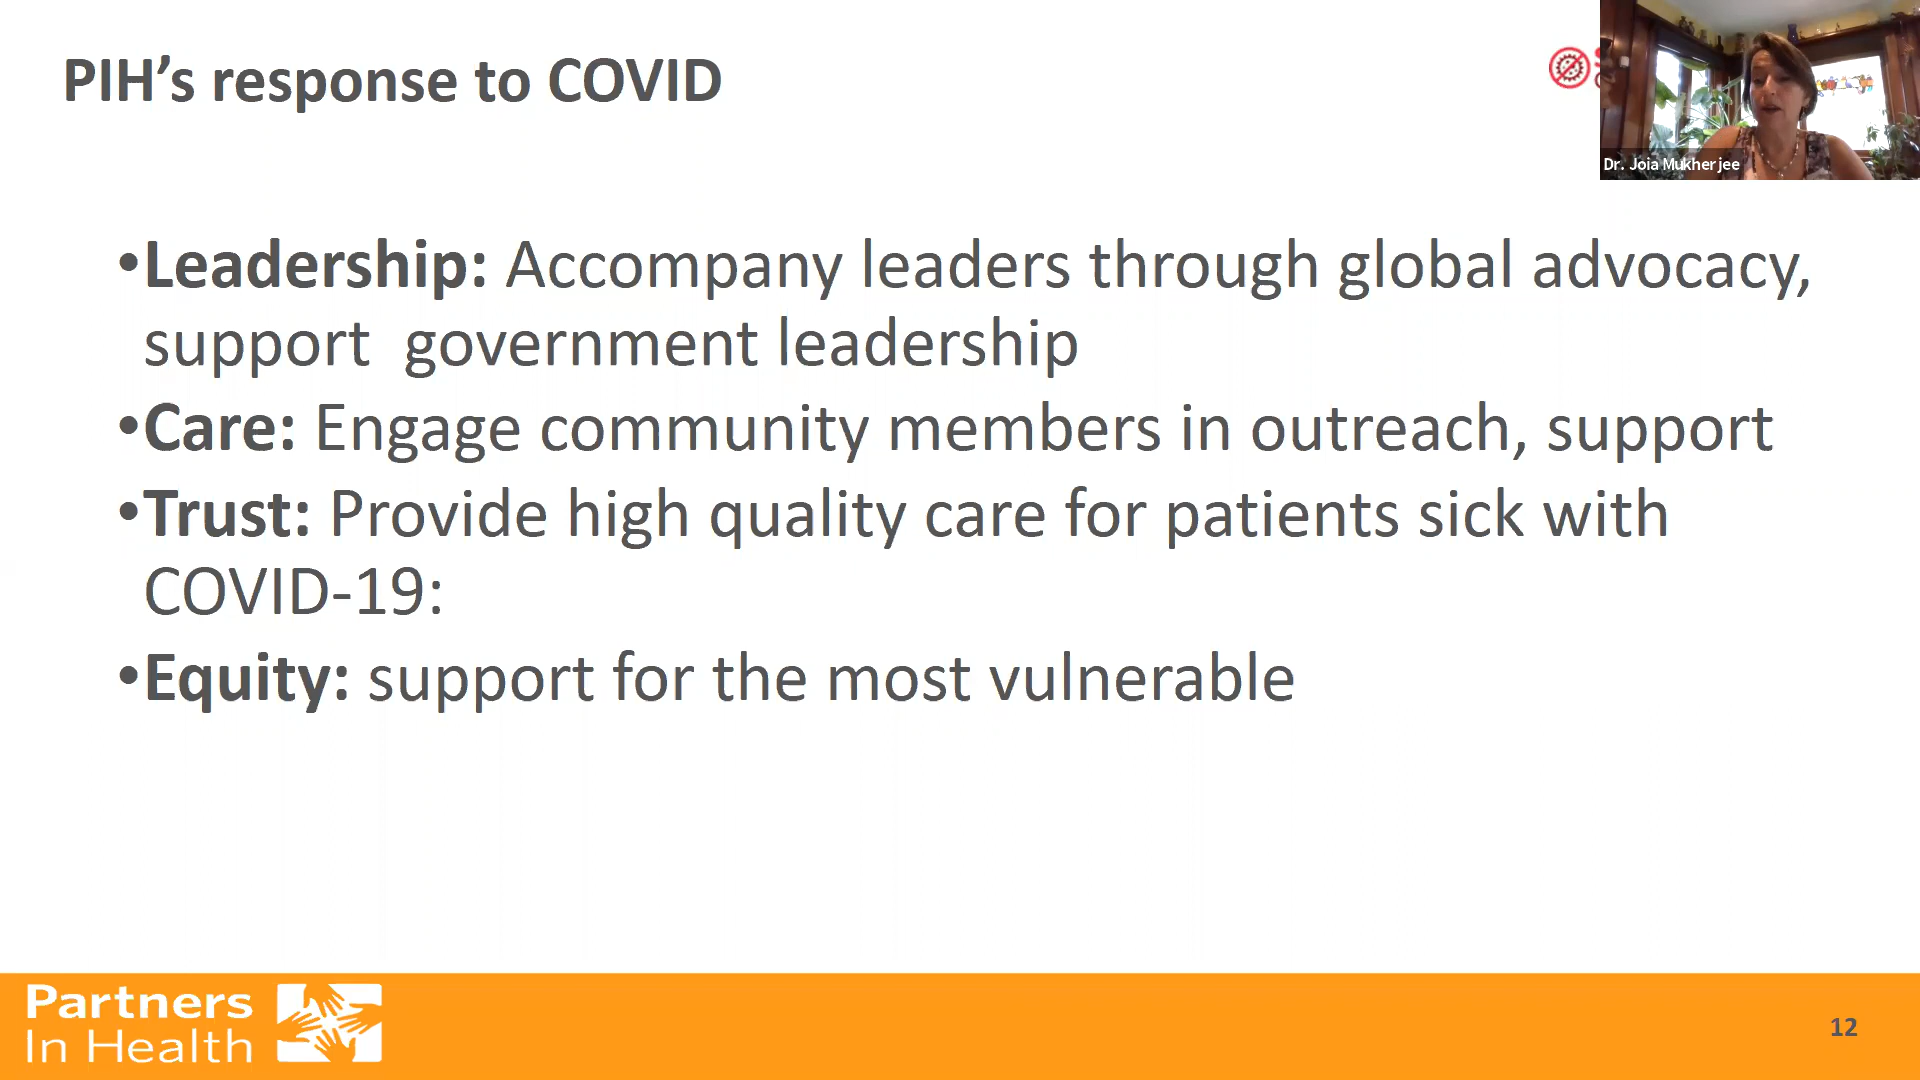 PIH’s response to COVID
Dr. Joia Mukherjee
•Leadership: Accompany leaders through global advocacy,
support  government leadership
•Care: Engage community members in outreach, support
•Trust: Provide high quality care for patients sick with
COVID-19:
•Equity: support for the most vulnerable
Partners
In Health
12